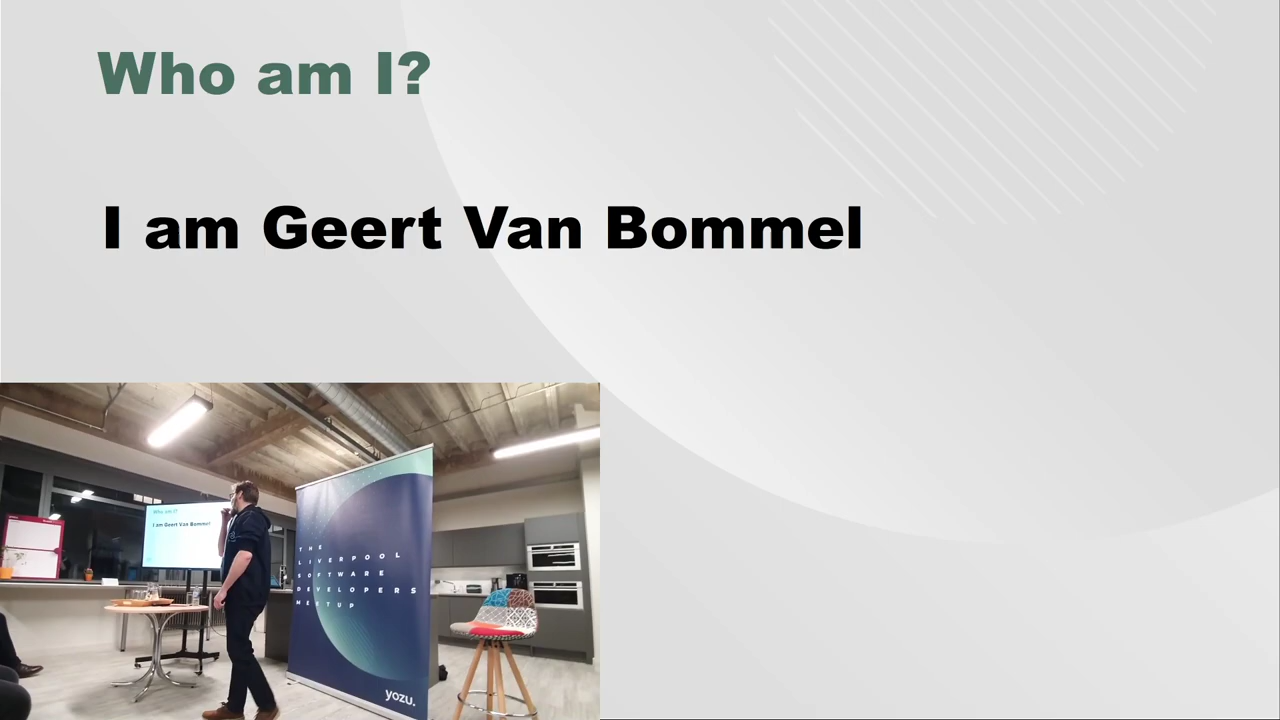 Who am I?
I am Geert Van Bommel
Who am I?
I am Geert Van Bommel
THE
LIVERPOOL
SOFTWARE
DEVELOPERS
MEETUP
yozu.